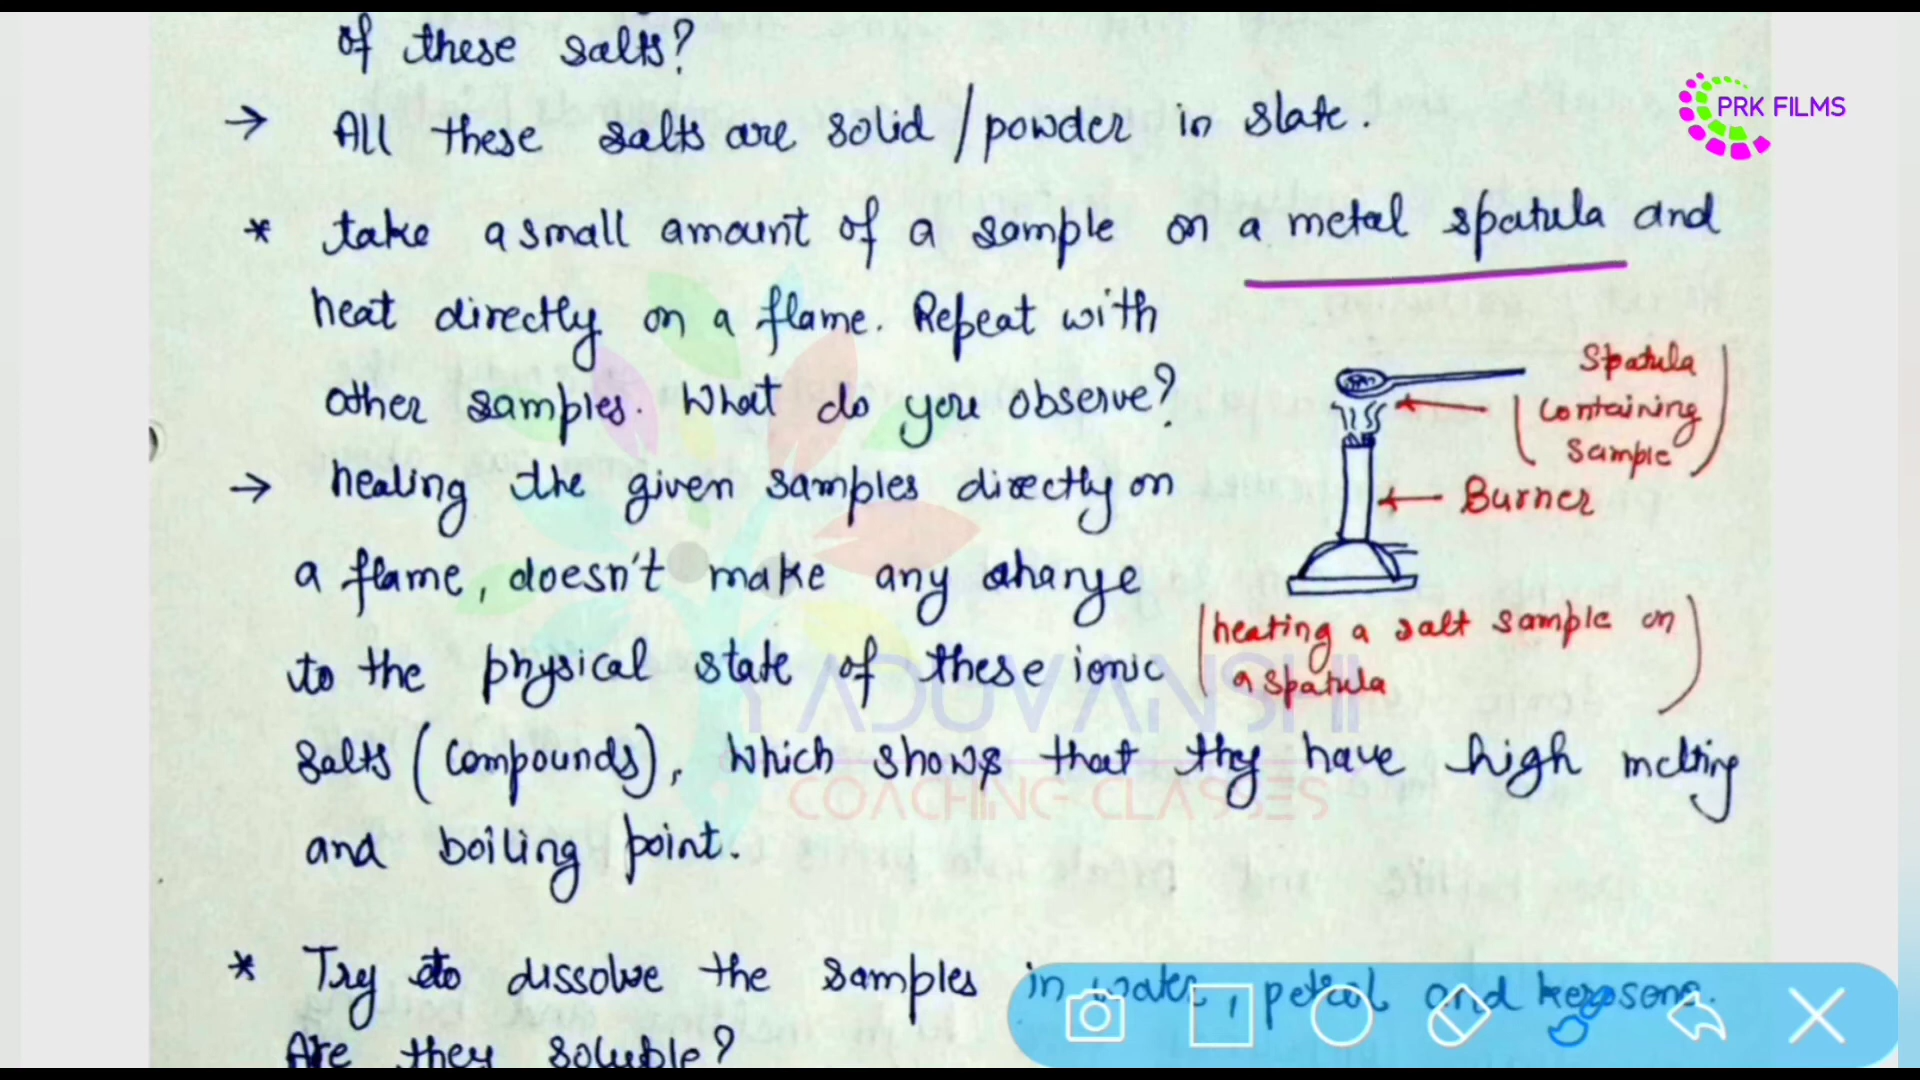 of these salts?
→ All these salts are solid / powder in state.
* take a small amount of a sample on a metal spatula and
heat directly on a flame. Repeat with
other samples. What do you observe?
→ heating the given samples directly on
a flame, doesn't make any change
to the physical state of these ionic
salts (compounds), which shows that they have high melting
and boiling point.
* Try to dissolve the samples in water, petrol and kerosene.
Are they soluble?
Spatula
(containing
sample)
Burner
(heating a salt sample on
a spatula)
PRK FILMS
YADUVANSHI
COACHING CLASSES